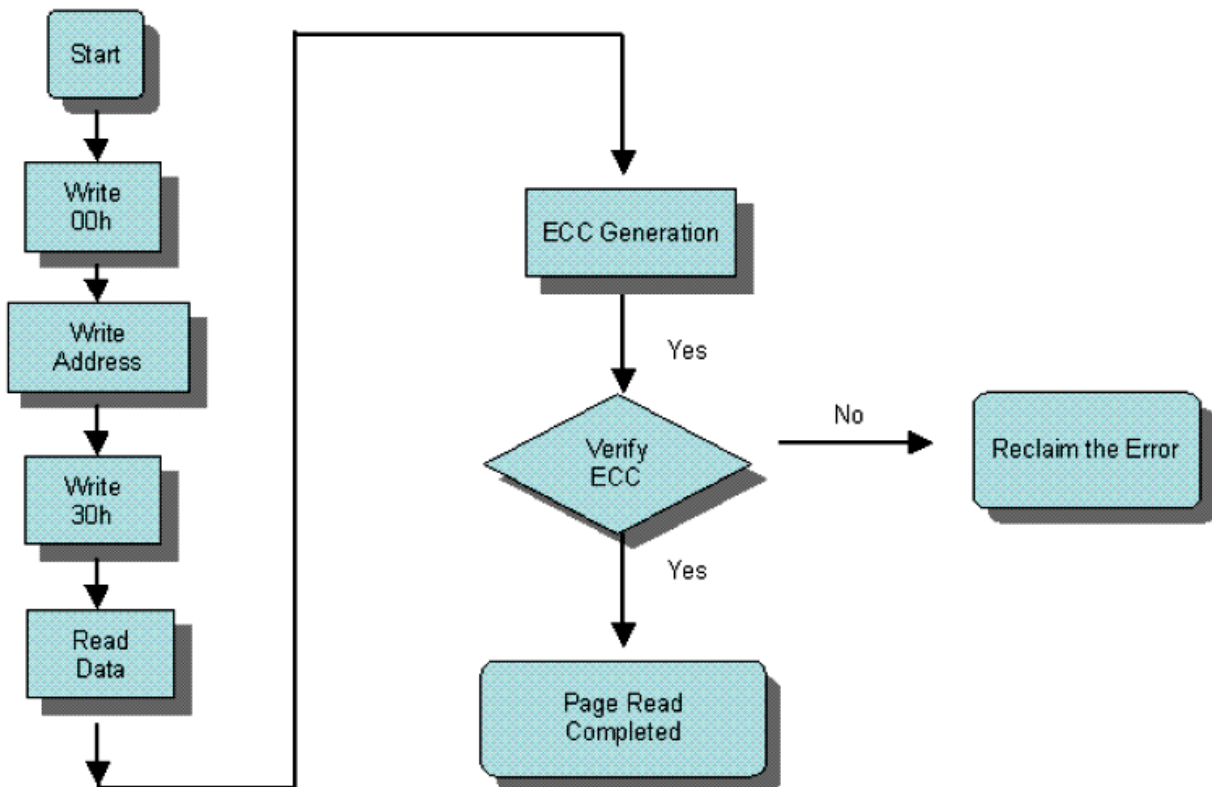 Start
Write
00h
Write
Address
Write
30h
Read
Data
ECC Generation
Yes
Verify
ECC
No
Reclaim the Error
Yes
Page Read
Completed